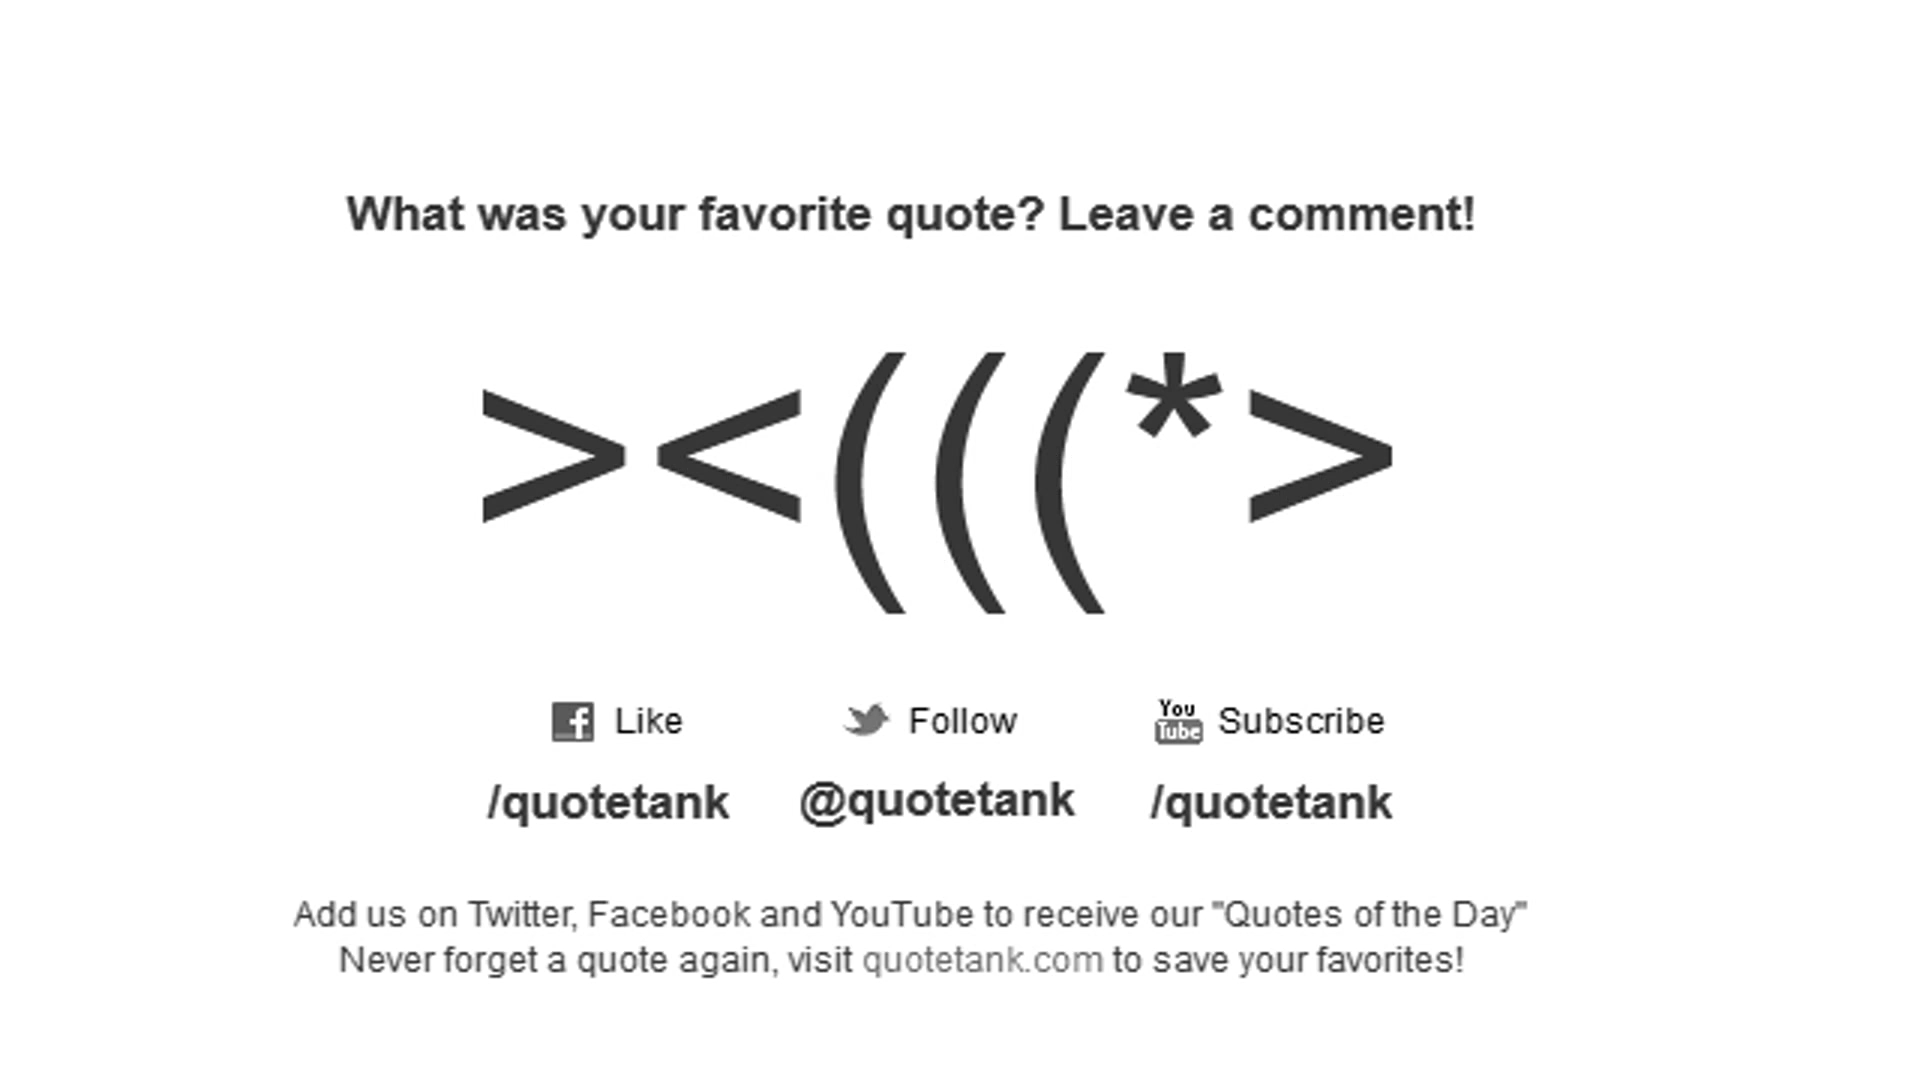 What was your favorite quote? Leave a comment!
><(((*>
f Like Follow You Tube Subscribe
/quotetank @quotetank /quotetank
Add us on Twitter, Facebook and YouTube to receive our "Quotes of the Day"
Never forget a quote again, visit quotetank.com to save your favorites!